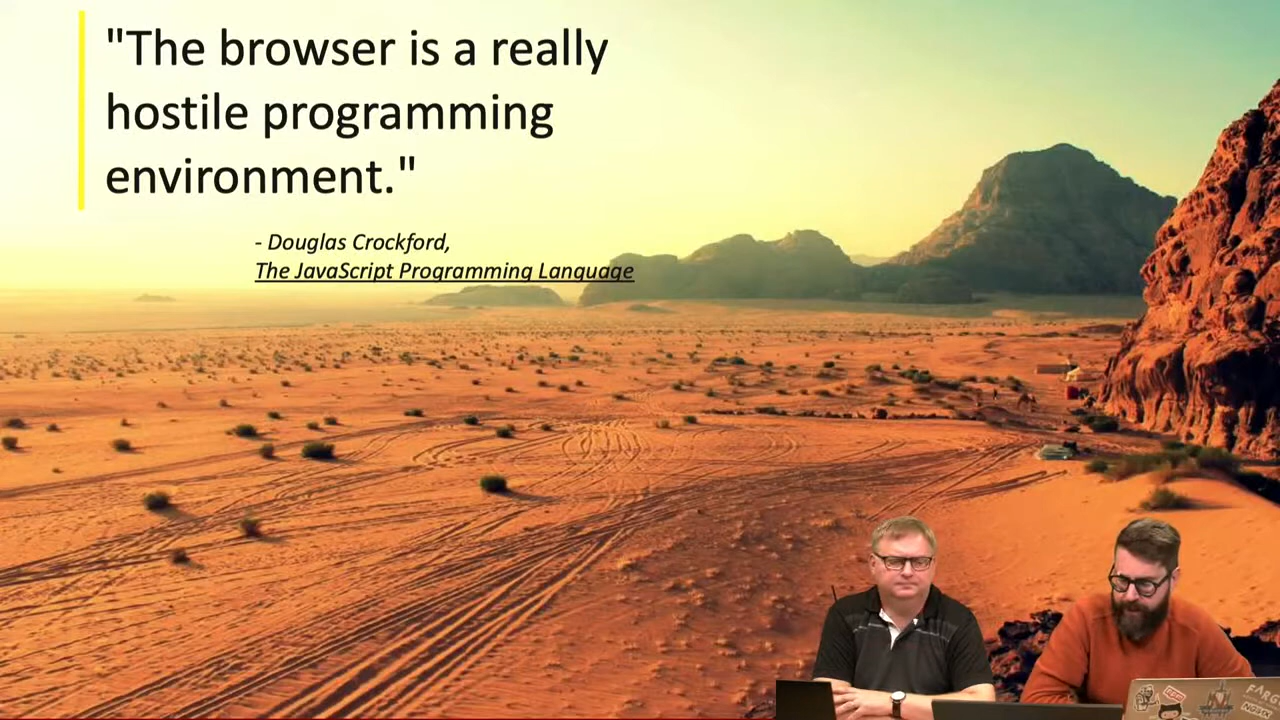 "The browser is a really
hostile programming
environment."
- Douglas Crockford,
The JavaScript Programming Language